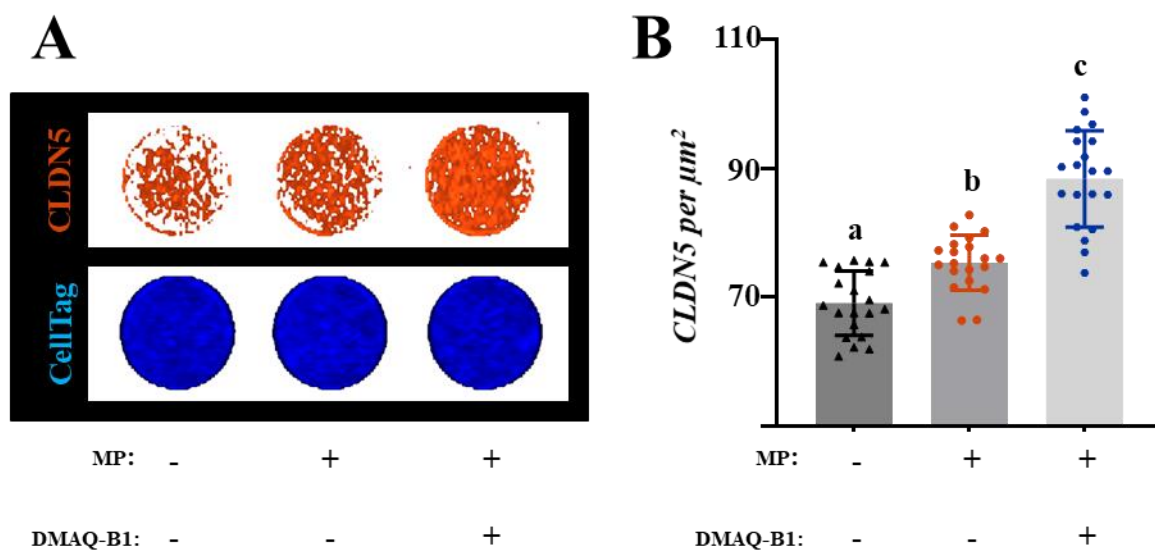 A
CLDN5
CellTag
MP: - + +
DMAQ-B1: - - +
B
110
90
70
CLDN5 per µm²
a
b
c
MP: - + +
DMAQ-B1: - - +